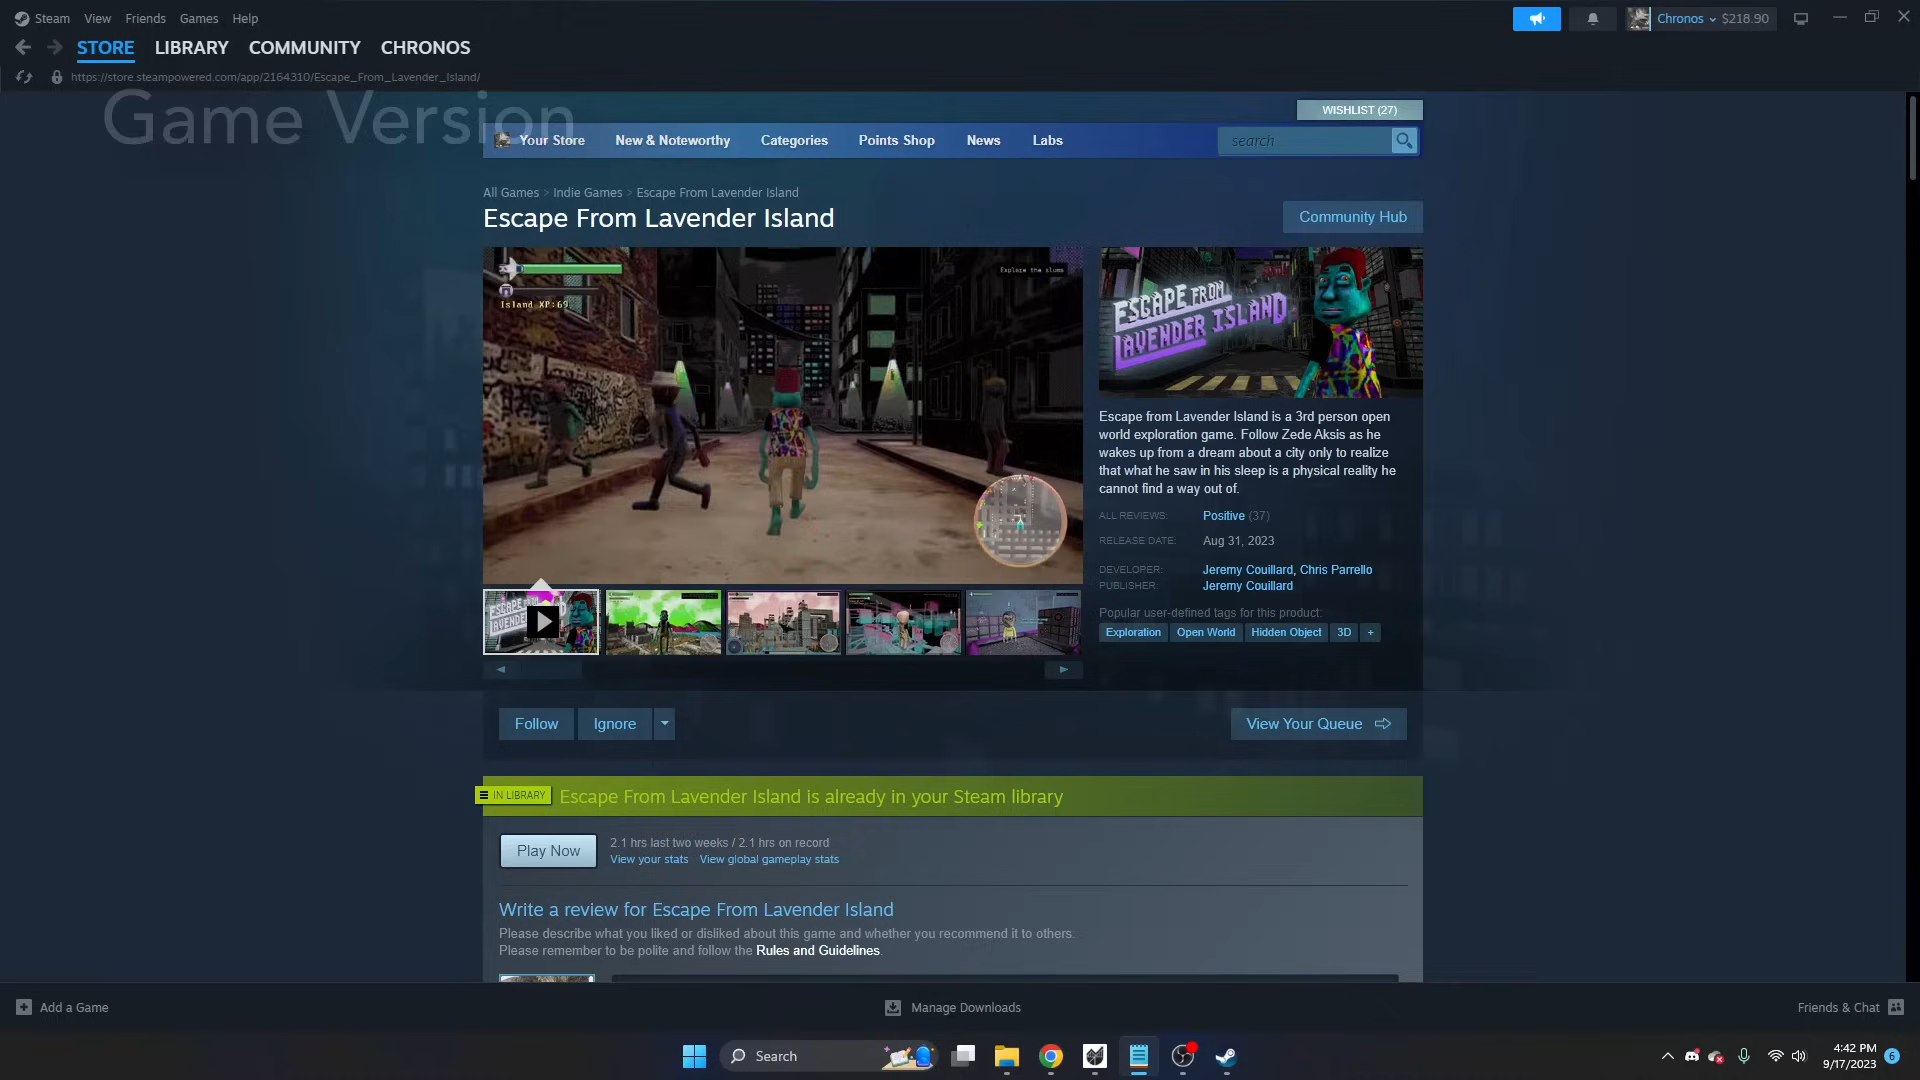 Steam View Friends Games Help
Chronos $218.90
STORE LIBRARY COMMUNITY CHRONOS
https://store.steampowered.com/app/2164310/Escape_From_Lavender_Island/
Game Version
WISHLIST (27)
Your Store New & Noteworthy Categories Points Shop News Labs
search
All Games > Indie Games > Escape From Lavender Island
Escape From Lavender Island
Community Hub
Explore the slums
Island XP:69
ESCAPE FROM
LAVENDER ISLAND
Escape from Lavender Island is a 3rd person open
world exploration game. Follow Zede Aksis as he
wakes up from a dream about a city only to realize
that what he saw in his sleep is a physical reality he
cannot find a way out of.
ALL REVIEWS: Positive (37)
RELEASE DATE: Aug 31, 2023
DEVELOPER: Jeremy Couillard, Chris Parrello
PUBLISHER: Jeremy Couillard
Popular user-defined tags for this product:
Exploration Open World Hidden Object 3D +
ESCAPE FROM
LAVENDER ISLAND
Follow Ignore
View Your Queue
IN LIBRARY
Escape From Lavender Island is already in your Steam library
Play Now
2.1 hrs last two weeks / 2.1 hrs on record
View your stats View global gameplay stats
Write a review for Escape From Lavender Island
Please describe what you liked or disliked about this game and whether you recommend it to others.
Please remember to be polite and follow the Rules and Guidelines.
Add a Game
Manage Downloads
Friends & Chat
Search
4:42 PM
9/17/2023
6